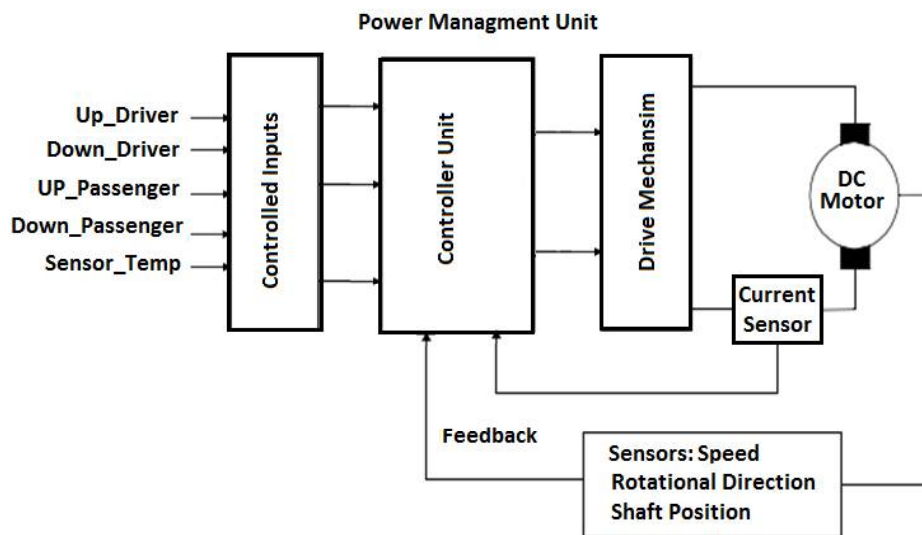 Power Managment Unit
Up_Driver
Down_Driver
UP_Passenger
Down_Passenger
Sensor_Temp
Controlled Inputs
Controller Unit
Drive Mechansim
DC
Motor
Current
Sensor
Feedback
Sensors: Speed
Rotational Direction
Shaft Position